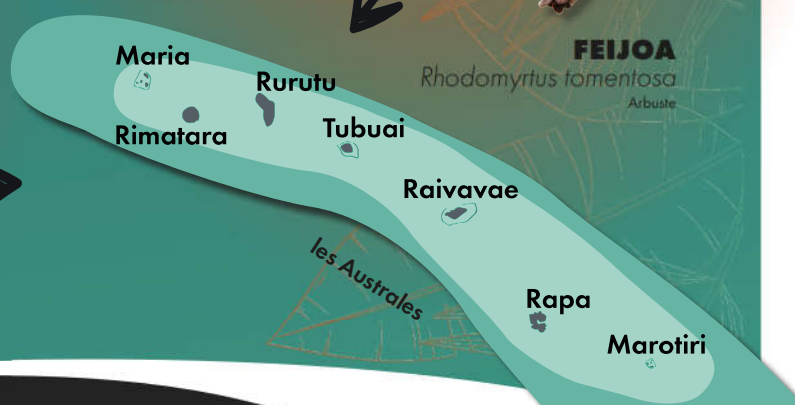 FEIJOA
Rhodomyrtus tomentosa
Arbuste
Maria
Rurutu
Rimatara
Tubuai
Raivavae
les Australes
Rapa
Marotiri